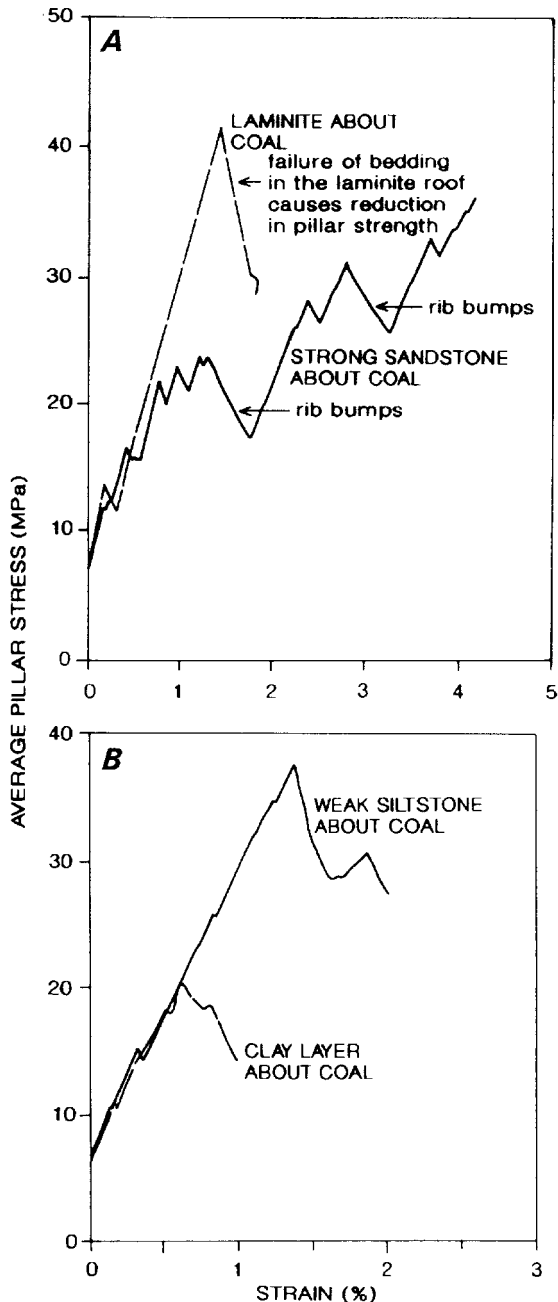 50
A
LAMINITE ABOUT
COAL
40
failure of bedding
in the laminite roof
causes reduction
in pillar strength
30
rib bumps
STRONG SANDSTONE
ABOUT COAL
20
rib bumps
10
0
0 1 2 3 4 5
AVERAGE PILLAR STRESS (MPa)
40
B
WEAK SILTSTONE
ABOUT COAL
30
20
CLAY LAYER
ABOUT COAL
10
0
0 1 2 3
STRAIN (%)